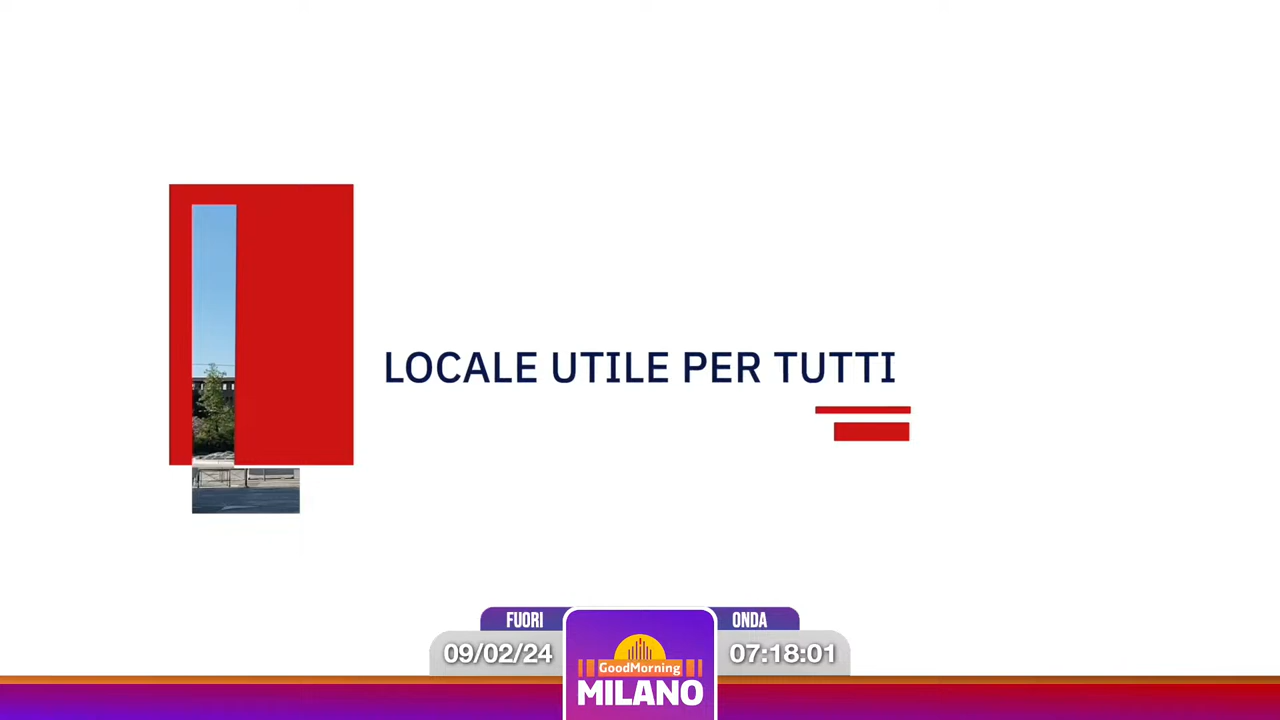 LOCALE UTILE PER TUTTI
FUORI
ONDA
09/02/24
07:18:01
GoodMorning
MILANO